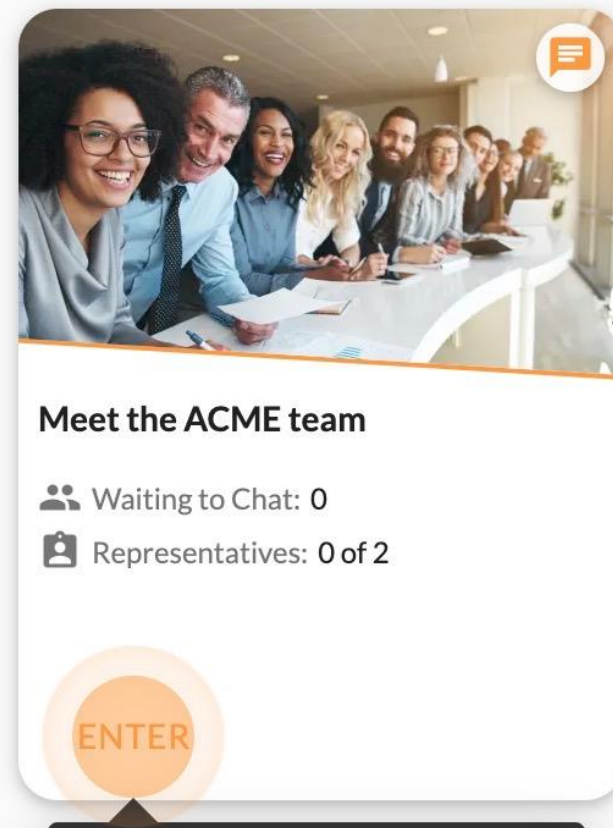 Meet the ACME team
Waiting to Chat: 0
Representatives: 0 of 2
ENTER